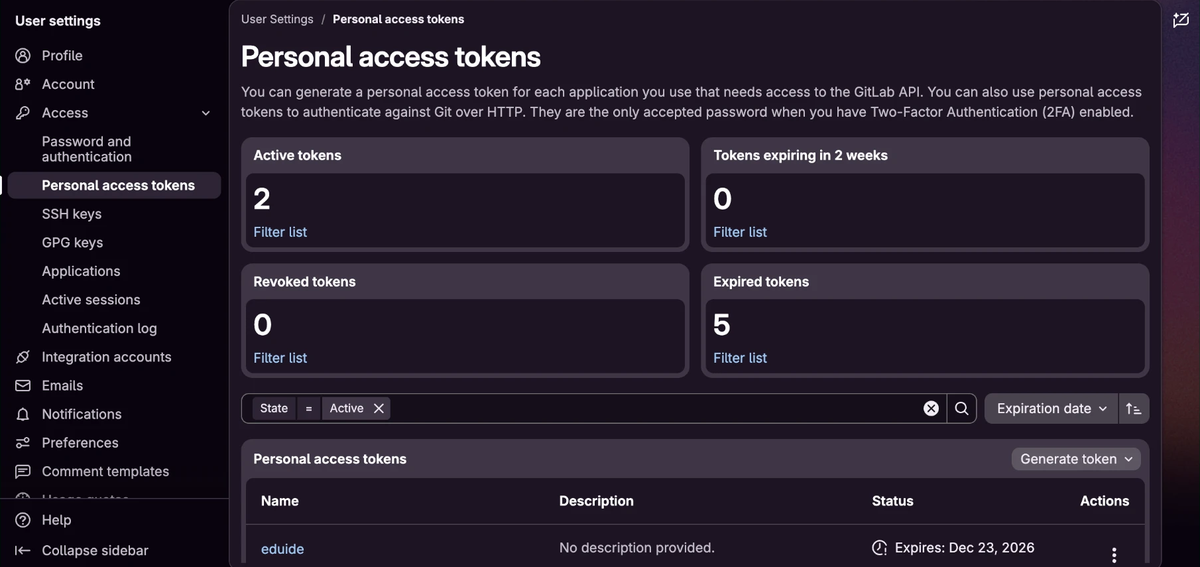 User settings
Profile
Account
Access
Password and
authentication
Personal access tokens
SSH keys
GPG keys
Applications
Active sessions
Authentication log
Integration accounts
Emails
Notifications
Preferences
Comment templates
Help
Collapse sidebar
User Settings / Personal access tokens
Personal access tokens
You can generate a personal access token for each application you use that needs access to the GitLab API. You can also use personal access
tokens to authenticate against Git over HTTP. They are the only accepted password when you have Two-Factor Authentication (2FA) enabled.
Active tokens
2
Filter list
Tokens expiring in 2 weeks
0
Filter list
Revoked tokens
0
Filter list
Expired tokens
5
Filter list
State = Active
Expiration date
Personal access tokens
Generate token
Name Description Status Actions
eduide No description provided. Expires: Dec 23, 2026